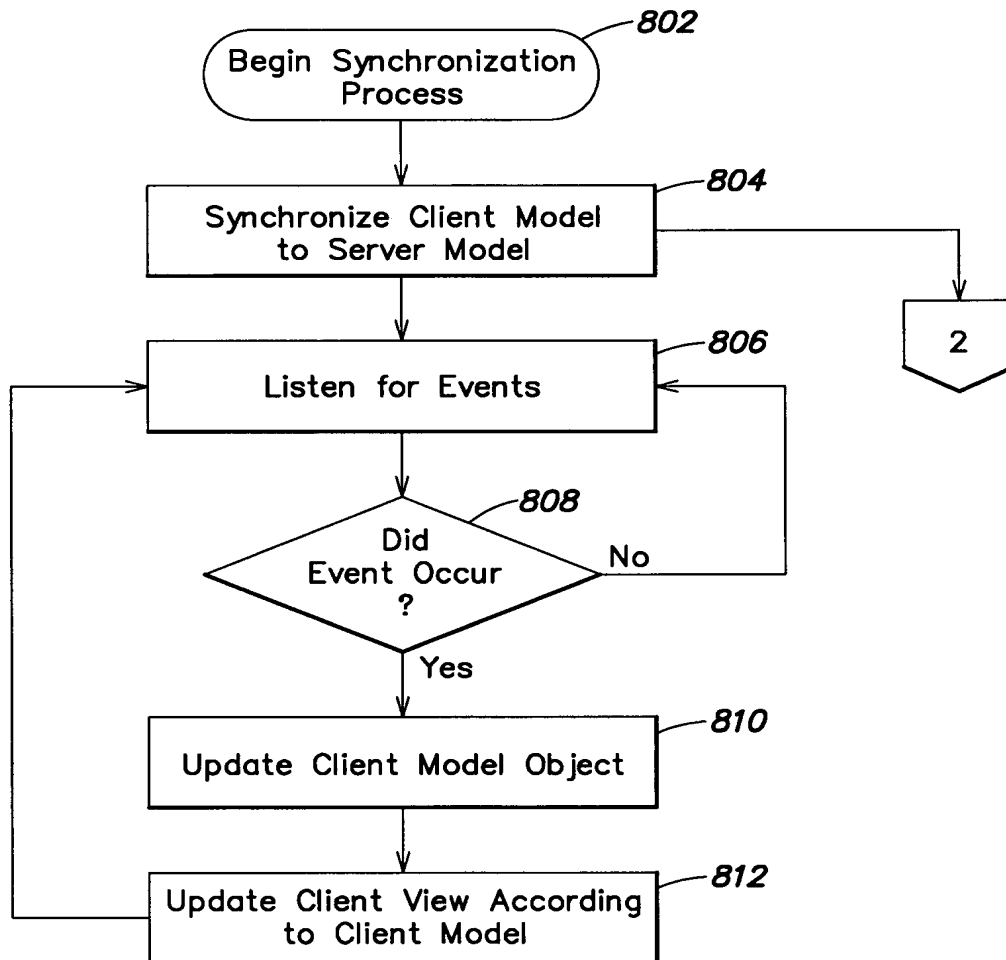 802
Begin Synchronization
Process
804
Synchronize Client Model
to Server Model
2
806
Listen for Events
808
Did
Event Occur
?
No
Yes
810
Update Client Model Object
812
Update Client View According
to Client Model